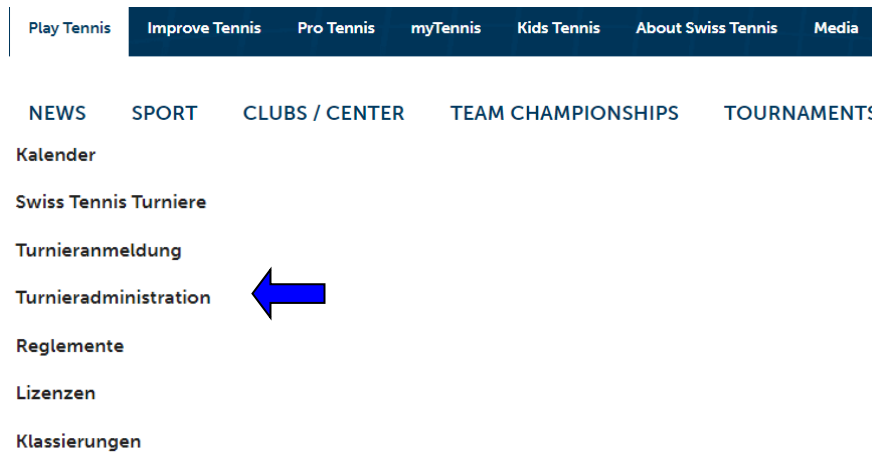 Play Tennis Improve Tennis Pro Tennis myTennis Kids Tennis About Swiss Tennis Media
NEWS SPORT CLUBS / CENTER TEAM CHAMPIONSHIPS TOURNAMENTS
Kalender
Swiss Tennis Turniere
Turnieranmeldung
Turnieradministration
Reglemente
Lizenzen
Klassierungen